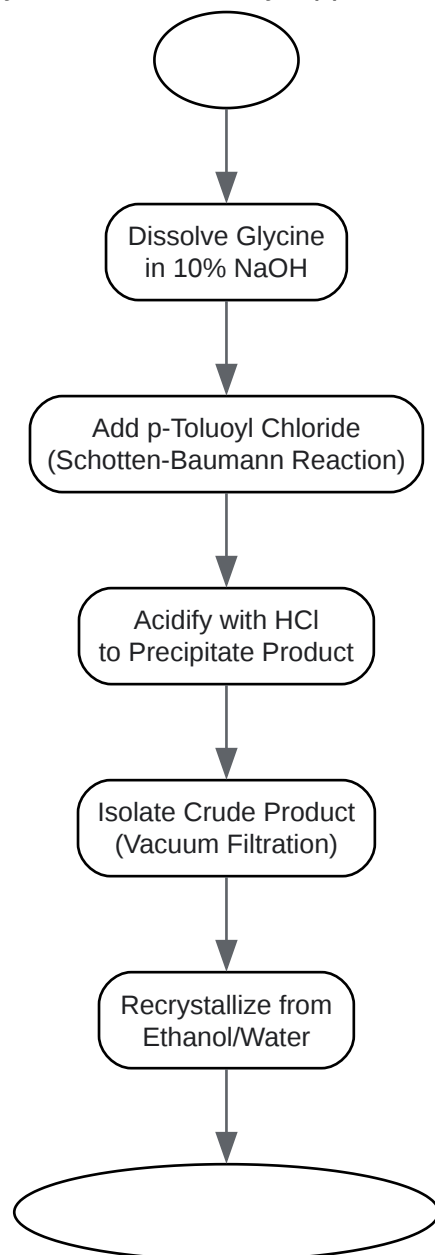 Dissolve Glycine
in 10% NaOH
Add p-Toluoyl Chloride
(Schotten-Baumann Reaction)
Acidify with HCl
to Precipitate Product
Isolate Crude Product
(Vacuum Filtration)
Recrystallize from
Ethanol/Water